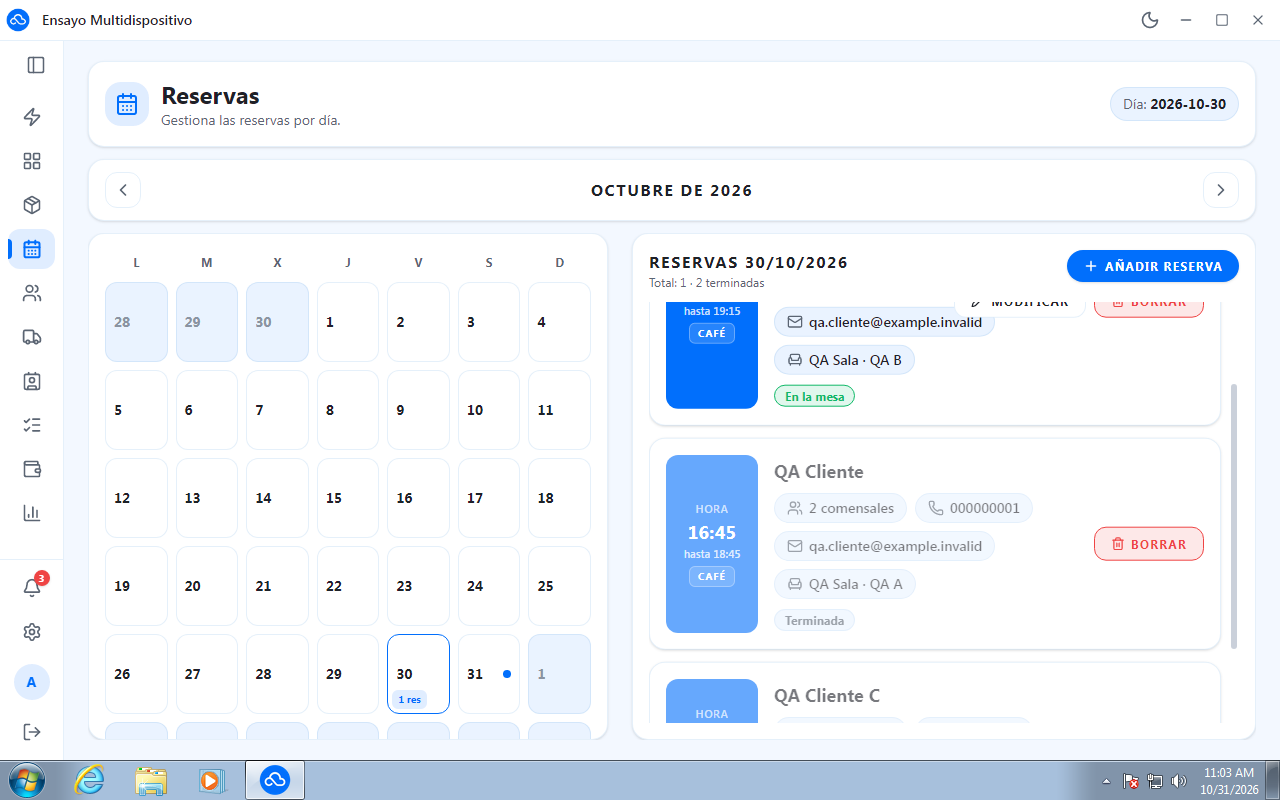 Ensayo Multidispositivo
Reservas
Gestiona las reservas por día.
Día: 2026-10-30
OCTUBRE DE 2026
L M X J V S D
28 29 30 1 2 3 4
5 6 7 8 9 10 11
12 13 14 15 16 17 18
19 20 21 22 23 24 25
26 27 28 29 30 31 1
1 res
RESERVAS 30/10/2026
Total: 1 · 2 terminadas
AÑADIR RESERVA
MODIFICAR
BORRAR
hasta 19:15
CAFÉ
qa.cliente@example.invalid
QA Sala · QA B
En la mesa
HORA
16:45
hasta 18:45
CAFÉ
QA Cliente
2 comensales
000000001
qa.cliente@example.invalid
QA Sala · QA A
Terminada
BORRAR
HORA
QA Cliente C
3
A
11:03 AM
10/31/2026